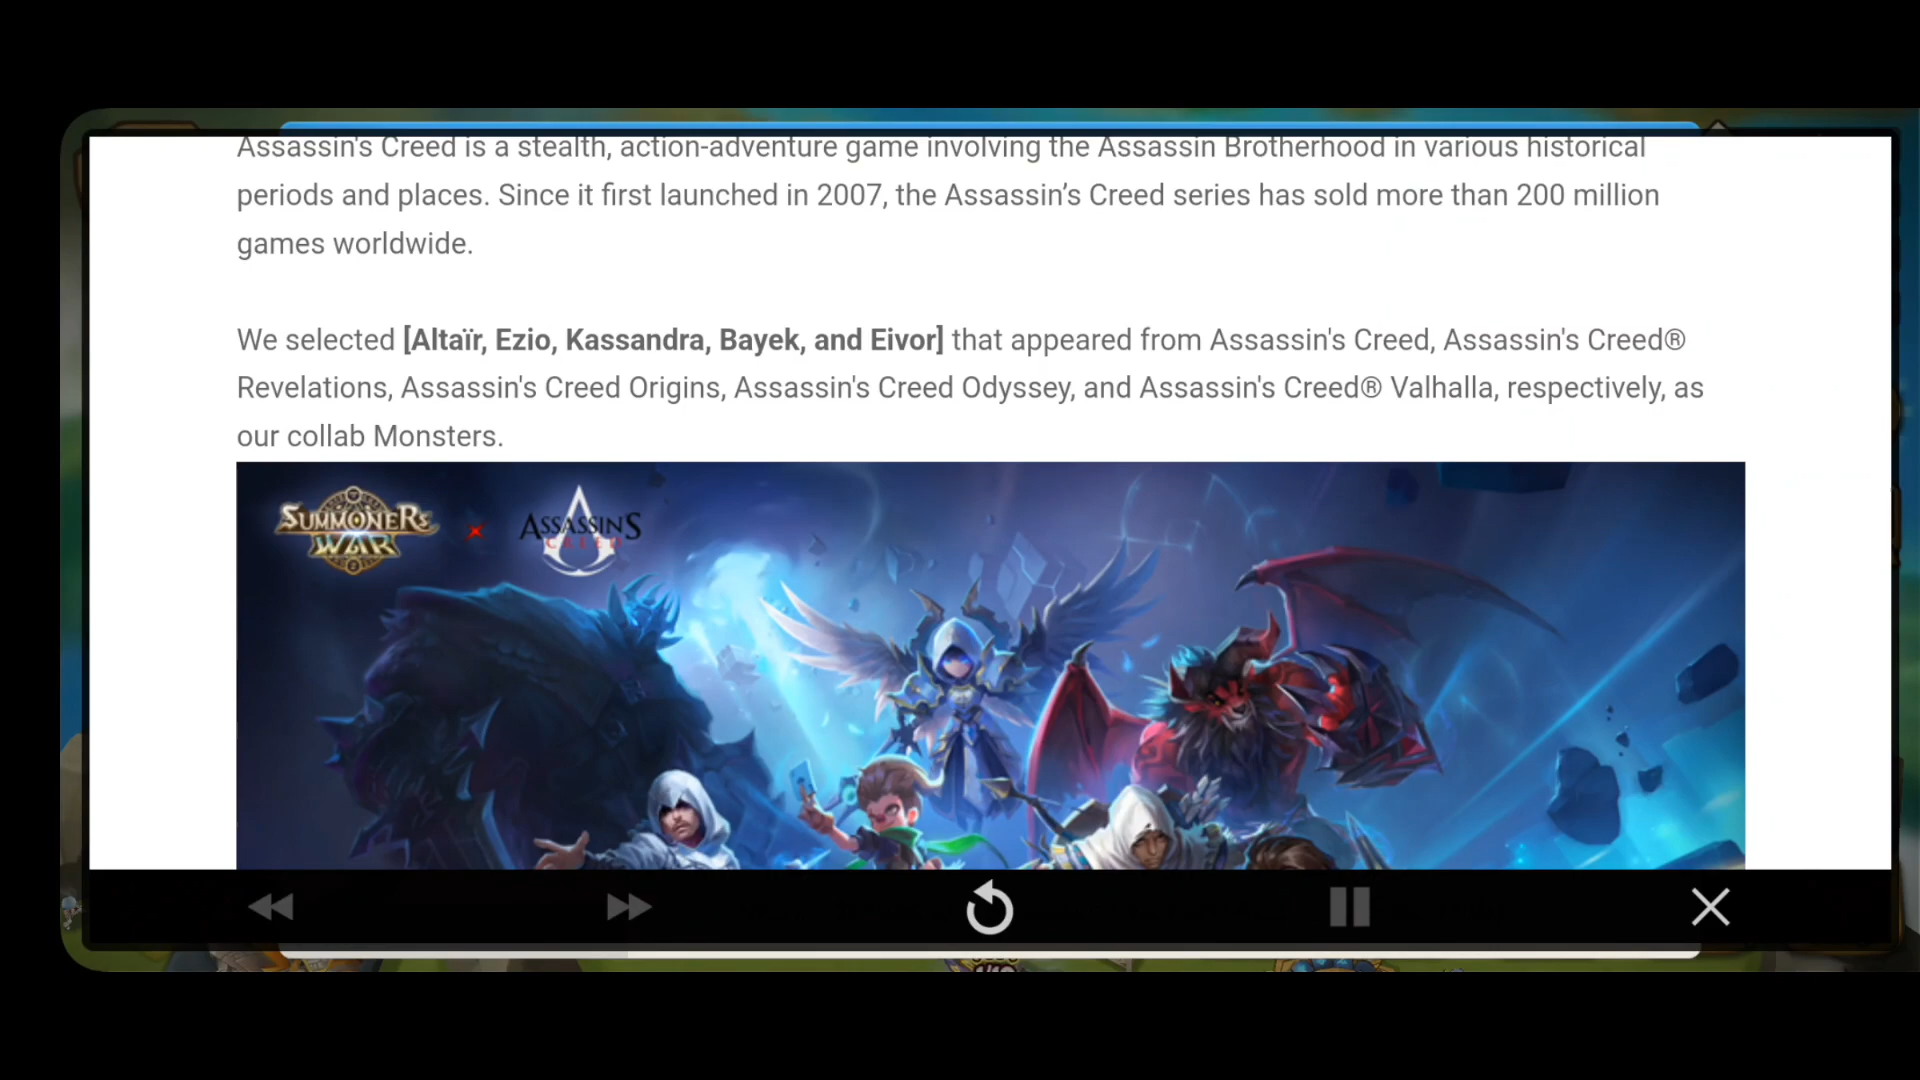 Assassin's Creed is a stealth, action-adventure game involving the Assassin Brotherhood in various historical
periods and places. Since it first launched in 2007, the Assassin’s Creed series has sold more than 200 million
games worldwide.
We selected [Altaïr, Ezio, Kassandra, Bayek, and Eivor] that appeared from Assassin's Creed, Assassin's Creed®
Revelations, Assassin's Creed Origins, Assassin's Creed Odyssey, and Assassin's Creed® Valhalla, respectively, as
our collab Monsters.
SUMMONERS
WAR
ASSASSIN'S
CREED